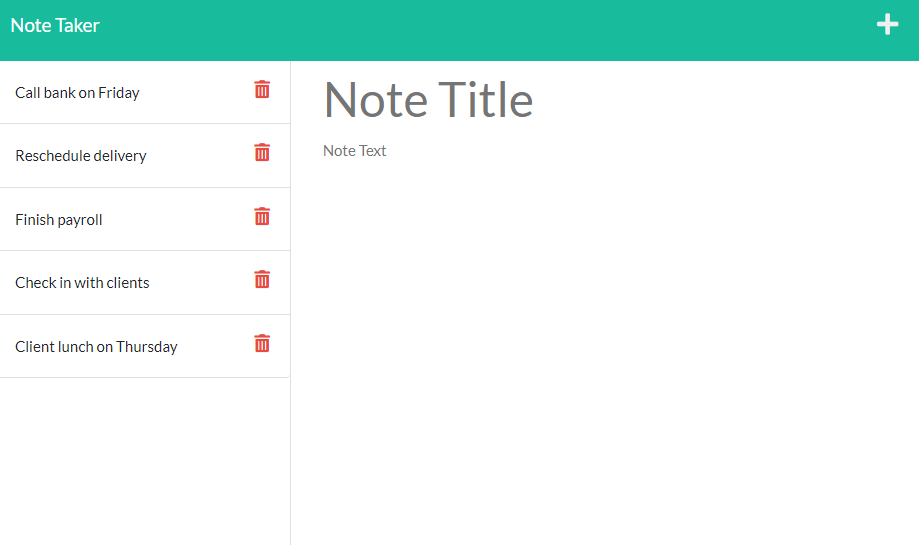 Note Taker
Call bank on Friday
Reschedule delivery
Finish payroll
Check in with clients
Client lunch on Thursday
Note Title
Note Text